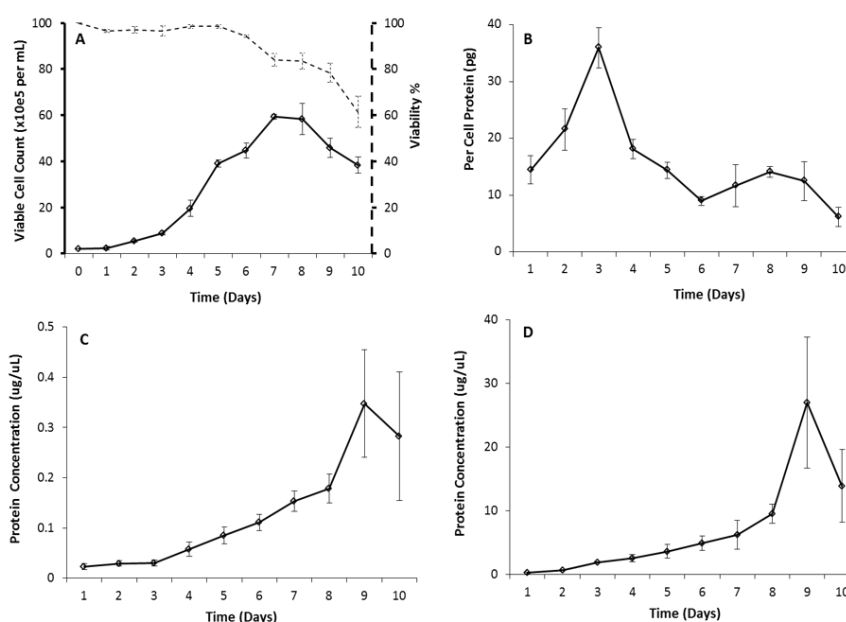 A
Viable Cell Count (x10e5 per mL)
100
80
60
40
20
0
0 1 2 3 4 5 6 7 8 9 10
Time (Days)
100
80
60
40
20
0
Viability %
B
Per Cell Protein (pg)
40
30
20
10
0
1 2 3 4 5 6 7 8 9 10
Time (Days)
C
Protein Concentration (ug/uL)
0.5
0.4
0.3
0.2
0.1
0
1 2 3 4 5 6 7 8 9 10
Time (Days)
D
Protein Concentration (ug/uL)
40
30
20
10
0
1 2 3 4 5 6 7 8 9 10
Time (Days)